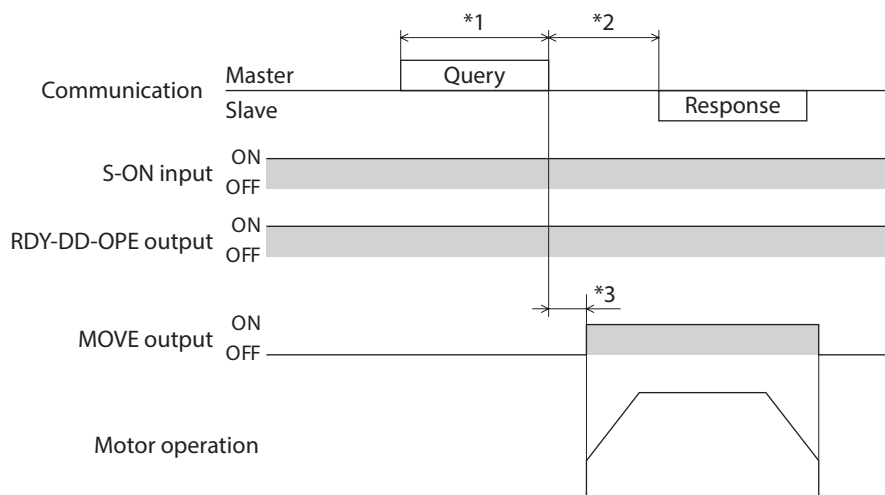 *1
*2
Communication
Master
Query
Slave
Response
S-ON input
ON
OFF
RDY-DD-OPE output
ON
OFF
*3
MOVE output
ON
OFF
Motor operation